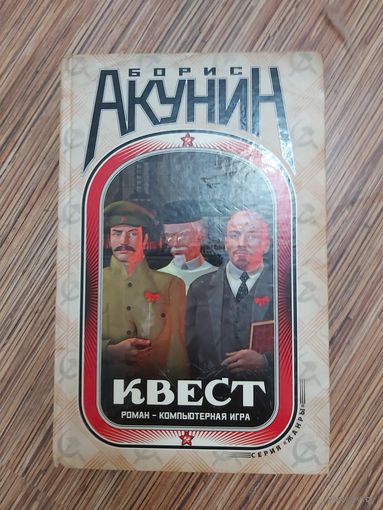 БОРИС
АКУНИН
КВЕСТ
РОМАН – КОМПЬЮТЕРНАЯ ИГРА
СЕРИЯ «ЖАНРЫ»